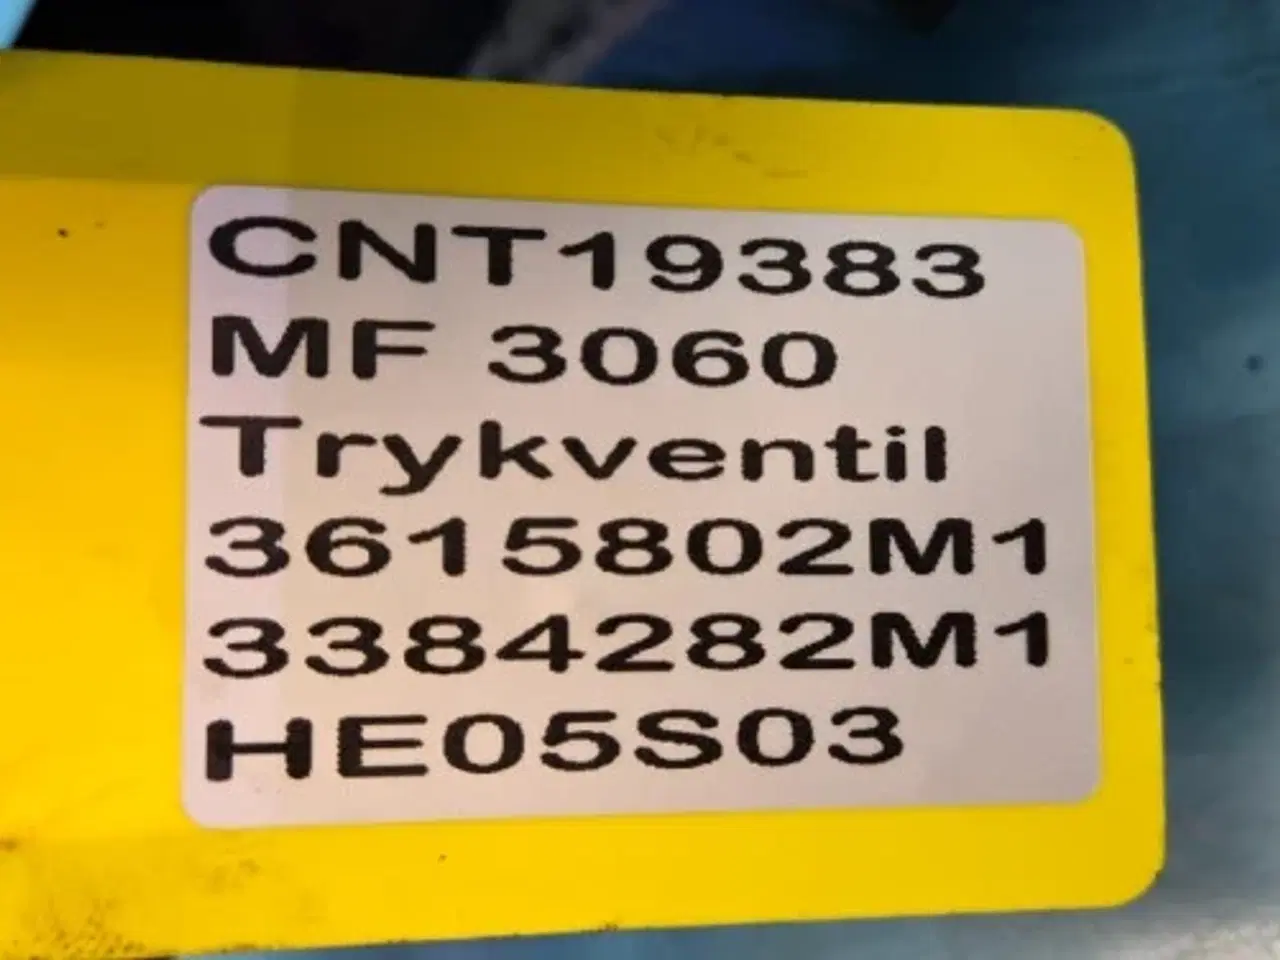 CNT19383
MF 3060
Trykventil
3615802M1
3384282M1
HE05S03